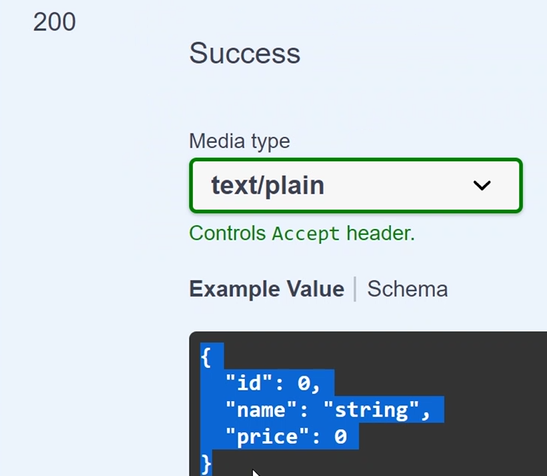 200
Success
Media type
text/plain
Controls Accept header.
Example Value | Schema
{
"id": 0,
"name": "string",
"price": 0
}